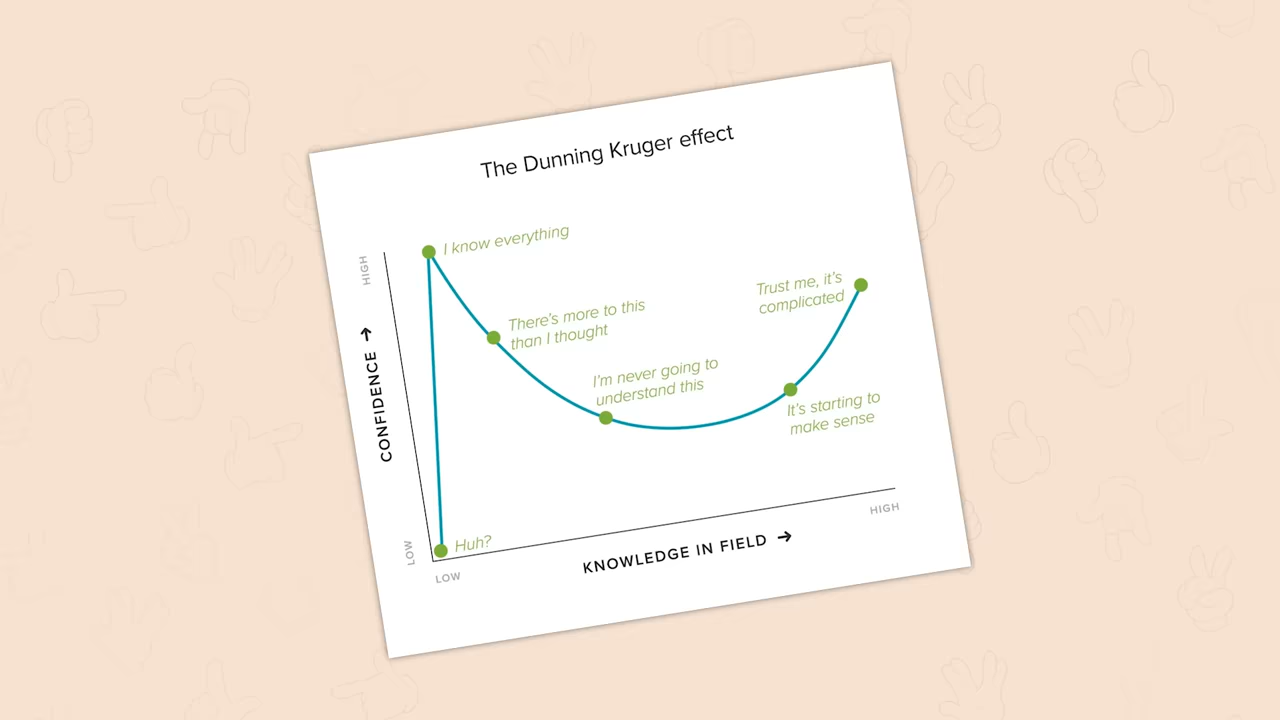 The Dunning Kruger effect
HIGH
CONFIDENCE →
LOW
I know everything
There's more to this
than I thought
I'm never going to
understand this
Trust me, it's
complicated
It's starting to
make sense
Huh?
LOW
KNOWLEDGE IN FIELD →
HIGH